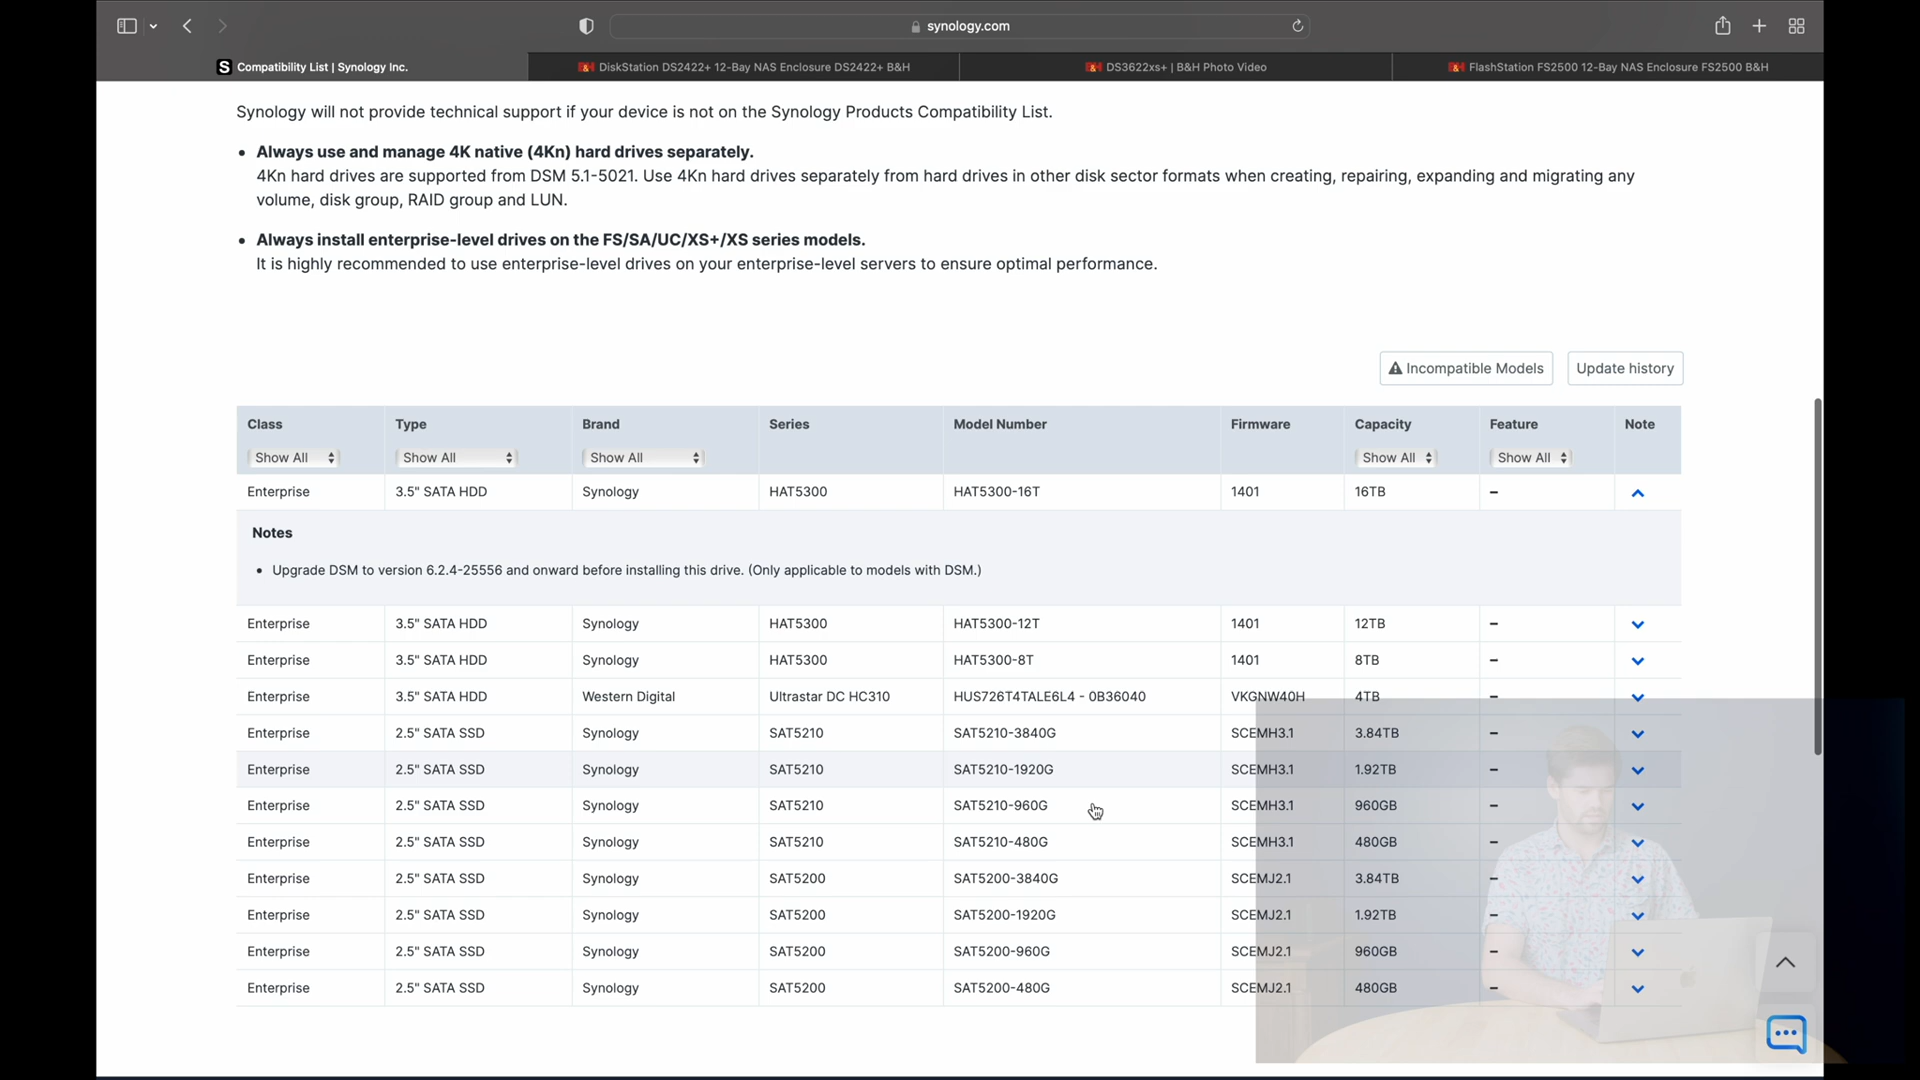 synology.com
S Compatibility List | Synology Inc.
DiskStation DS2422+ 12-Bay NAS Enclosure DS2422+ B&H
DS3622xs+ | B&H Photo Video
FlashStation FS2500 12-Bay NAS Enclosure FS2500 B&H
Synology will not provide technical support if your device is not on the Synology Products Compatibility List.
• Always use and manage 4K native (4Kn) hard drives separately.
4Kn hard drives are supported from DSM 5.1-5021. Use 4Kn hard drives separately from hard drives in other disk sector formats when creating, repairing, expanding and migrating any
volume, disk group, RAID group and LUN.
• Always install enterprise-level drives on the FS/SA/UC/XS+/XS series models.
It is highly recommended to use enterprise-level drives on your enterprise-level servers to ensure optimal performance.
Incompatible Models Update history
Class Type Brand Series Model Number Firmware Capacity Feature Note
Show All Show All Show All Show All Show All
Enterprise 3.5" SATA HDD Synology HAT5300 HAT5300-16T 1401 16TB –
Notes
• Upgrade DSM to version 6.2.4-25556 and onward before installing this drive. (Only applicable to models with DSM.)
Enterprise 3.5" SATA HDD Synology HAT5300 HAT5300-12T 1401 12TB –
Enterprise 3.5" SATA HDD Synology HAT5300 HAT5300-8T 1401 8TB –
Enterprise 3.5" SATA HDD Western Digital Ultrastar DC HC310 HUS726T4TALE6L4 - 0B36040 VKGNW40H 4TB –
Enterprise 2.5" SATA SSD Synology SAT5210 SAT5210-3840G SCEMH3.1 3.84TB –
Enterprise 2.5" SATA SSD Synology SAT5210 SAT5210-1920G SCEMH3.1 1.92TB –
Enterprise 2.5" SATA SSD Synology SAT5210 SAT5210-960G SCEMH3.1 960GB –
Enterprise 2.5" SATA SSD Synology SAT5210 SAT5210-480G SCEMH3.1 480GB –
Enterprise 2.5" SATA SSD Synology SAT5200 SAT5200-3840G SCEMJ2.1 3.84TB –
Enterprise 2.5" SATA SSD Synology SAT5200 SAT5200-1920G SCEMJ2.1 1.92TB –
Enterprise 2.5" SATA SSD Synology SAT5200 SAT5200-960G SCEMJ2.1 960GB –
Enterprise 2.5" SATA SSD Synology SAT5200 SAT5200-480G SCEMJ2.1 480GB –